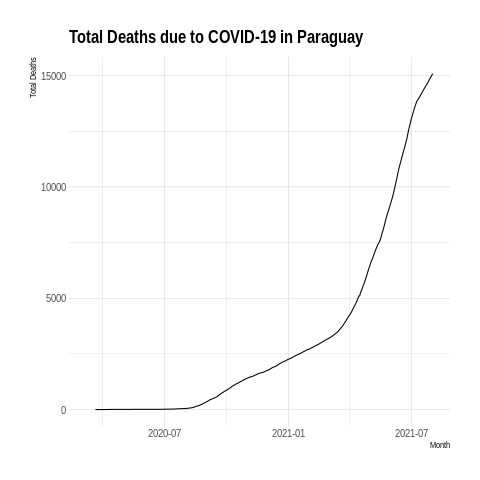 Total Deaths due to COVID-19 in Paraguay
Total Deaths
15000
10000
5000
0
2020-07
2021-01
2021-07
Month